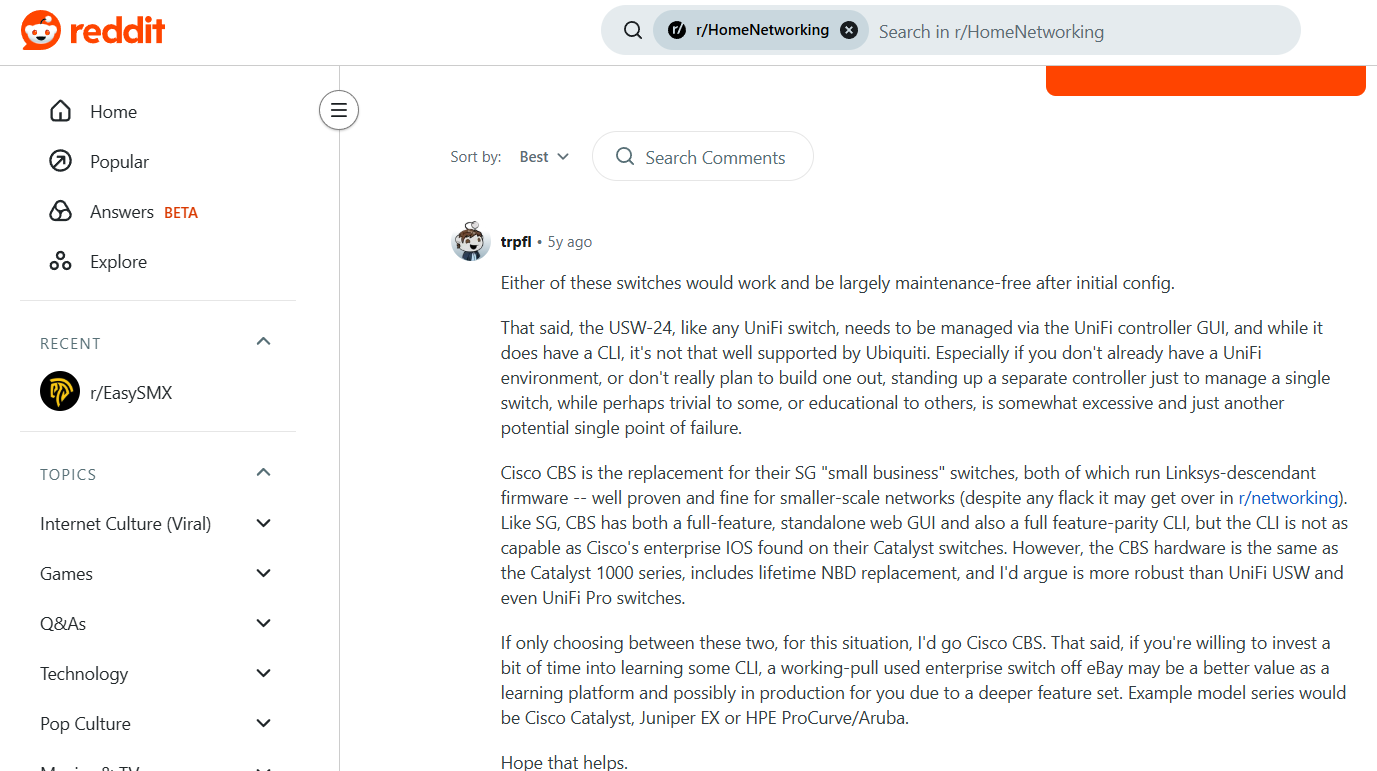 reddit
r/HomeNetworking
Search in r/HomeNetworking
Home
Popular
Answers BETA
Explore
RECENT
r/EasySMX
TOPICS
Internet Culture (Viral)
Games
Q&As
Technology
Pop Culture
Movies & TV
Sort by: Best
Search Comments
trpfl • 5y ago
Either of these switches would work and be largely maintenance-free after initial config.
That said, the USW-24, like any UniFi switch, needs to be managed via the UniFi controller GUI, and while it
does have a CLI, it's not that well supported by Ubiquiti. Especially if you don't already have a UniFi
environment, or don't really plan to build one out, standing up a separate controller just to manage a single
switch, while perhaps trivial to some, or educational to others, is somewhat excessive and just another
potential single point of failure.
Cisco CBS is the replacement for their SG "small business" switches, both of which run Linksys-descendant
firmware -- well proven and fine for smaller-scale networks (despite any flack it may get over in r/networking).
Like SG, CBS has both a full-feature, standalone web GUI and also a full feature-parity CLI, but the CLI is not as
capable as Cisco's enterprise IOS found on their Catalyst switches. However, the CBS hardware is the same as
the Catalyst 1000 series, includes lifetime NBD replacement, and I'd argue is more robust than UniFi USW and
even UniFi Pro switches.
If only choosing between these two, for this situation, I'd go Cisco CBS. That said, if you're willing to invest a
bit of time into learning some CLI, a working-pull used enterprise switch off eBay may be a better value as a
learning platform and possibly in production for you due to a deeper feature set. Example model series would
be Cisco Catalyst, Juniper EX or HPE ProCurve/Aruba.
Hope that helps.